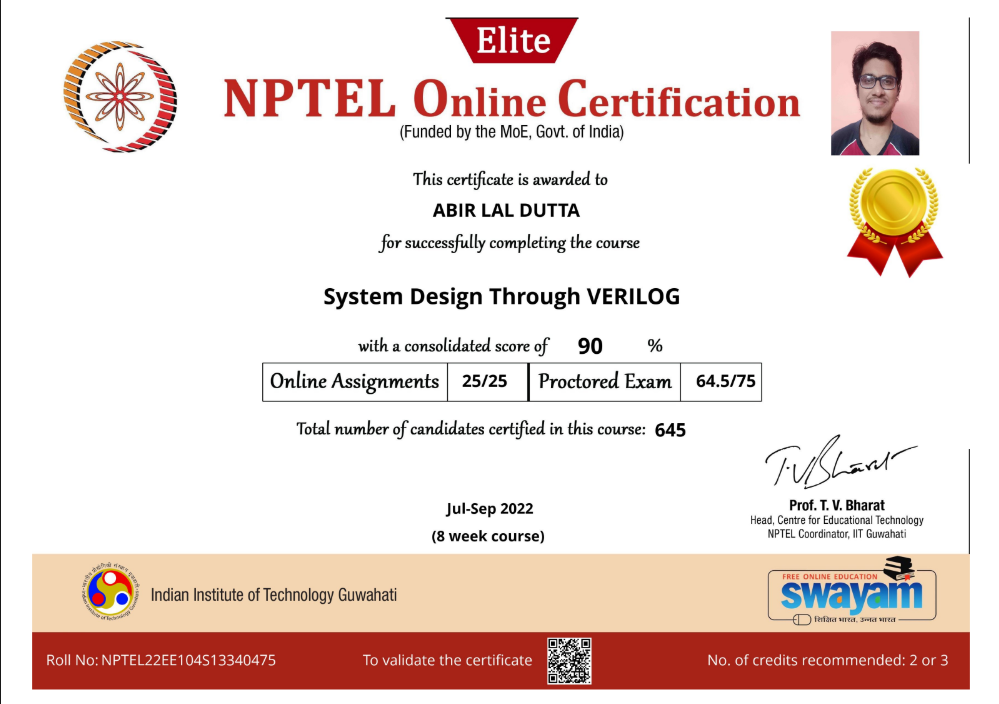 Elite
NPTEL Online Certification
(Funded by the MoE, Govt. of India)
This certificate is awarded to
ABIR LAL DUTTA
for successfully completing the course
System Design Through VERILOG
with a consolidated score of 90 %
Online Assignments 25/25 Proctored Exam 64.5/75
Total number of candidates certified in this course: 645
T.V Bharat
Prof. T. V. Bharat
Head, Centre for Educational Technology
NPTEL Coordinator, IIT Guwahati
Jul-Sep 2022
(8 week course)
Indian Institute of Technology Guwahati
FREE ONLINE EDUCATION
swayam
शिक्षित भारत, उन्नत भारत
Roll No: NPTEL22EE104S13340475
To validate the certificate
No. of credits recommended: 2 or 3